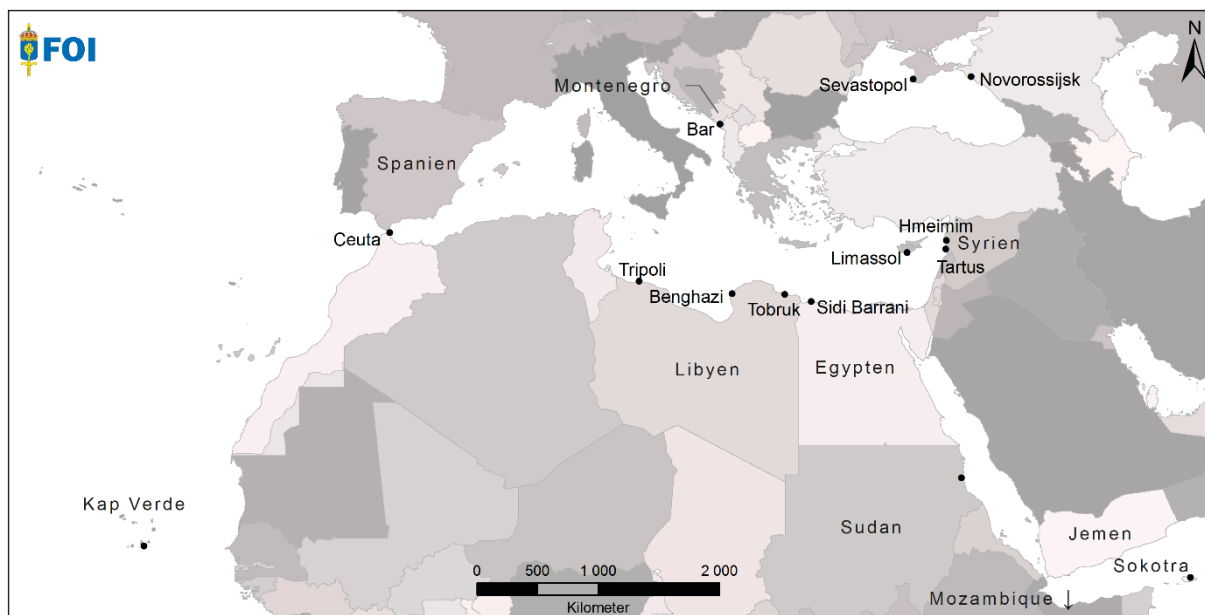 FOI
N
Montenegro
Sevastopol
Novorossijsk
Bar
Spanien
Ceuta
Hmeimim
Syrien
Limassol
Tartus
Tripoli
Benghazi
Tobruk
Sidi Barrani
Libyen
Egypten
Kap Verde
Sudan
Jemen
Sokotra
0 500 1 000 2 000
Kilometer
Mozambique ↓